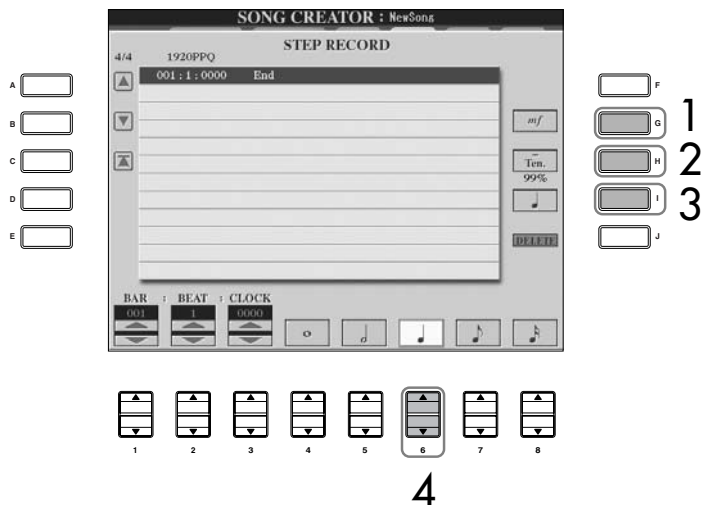 SONG CREATOR : NewSong
STEP RECORD
4/4 1920PPQ
001 : 1 : 0000 End
A
B
C
D
E
mf
Ten.
99%
DELETE
F
G
H
I
J
1
2
3
BAR : BEAT : CLOCK
001 1 0000
1 2 3 4 5 6 7 8
4